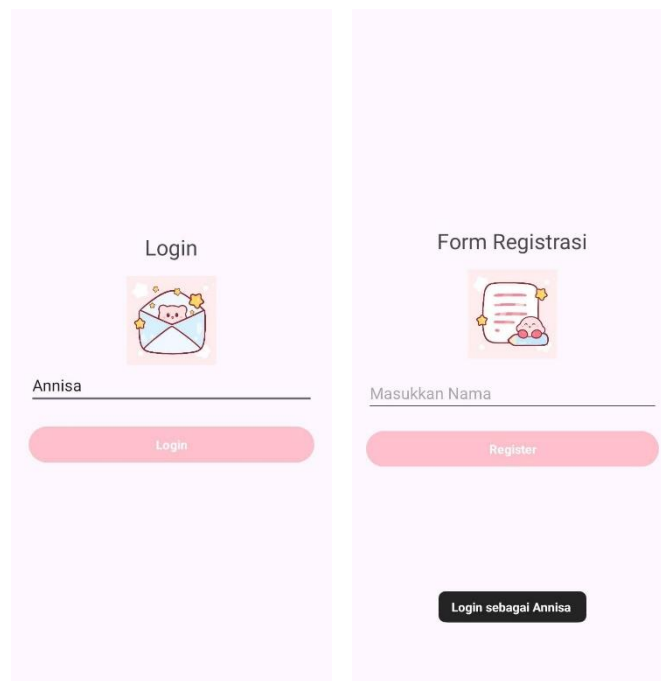 Login
Annisa
Login
Form Registrasi
Masukkan Nama
Register
Login sebagai Annisa